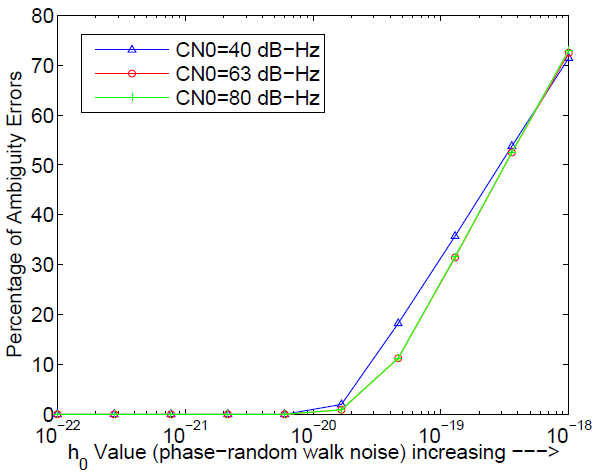 80
70
60
50
40
30
20
10
0
Percentage of Ambiguity Errors
CN0=40 dB−Hz
CN0=63 dB−Hz
CN0=80 dB−Hz
10^−22 10^−21 10^−20 10^−19 10^−18
h_0 Value (phase−random walk noise) increasing −−−>